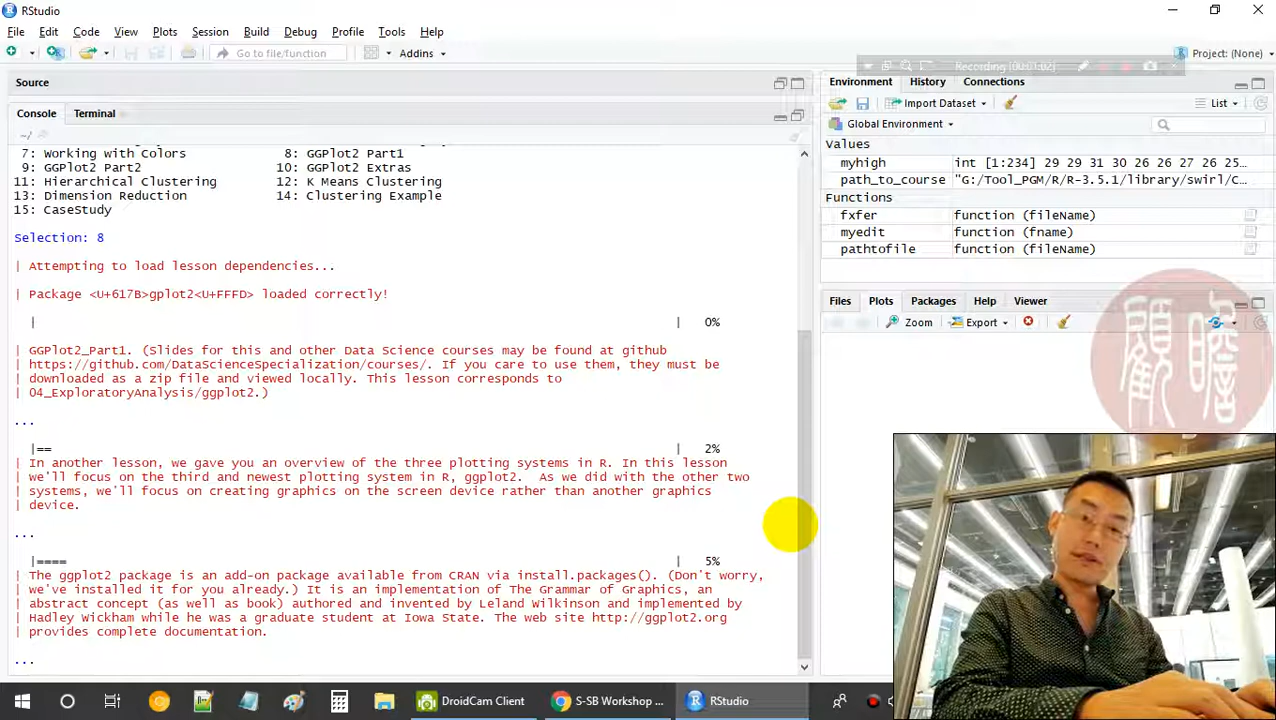 RStudio
File Edit Code View Plots Session Build Debug Profile Tools Help
Go to file/function Addins Project: (None)
Recording [00:01:02]
Source
Console Terminal
~/
7: Working with Colors 8: GGPlot2 Part1
9: GGPlot2 Part2 10: GGPlot2 Extras
11: Hierarchical Clustering 12: K Means Clustering
13: Dimension Reduction 14: Clustering Example
15: CaseStudy
Selection: 8
| Attempting to load lesson dependencies...
| Package <U+617B>gplot2<U+FFFD> loaded correctly!
| | 0%
| GGPlot2_Part1. (Slides for this and other Data Science courses may be found at github
| https://github.com/DataScienceSpecialization/courses/. If you care to use them, they must be
| downloaded as a zip file and viewed locally. This lesson corresponds to
| 04_ExploratoryAnalysis/ggplot2.)
...
|== | 2%
| In another lesson, we gave you an overview of the three plotting systems in R. In this lesson
| we'll focus on the third and newest plotting system in R, ggplot2. As we did with the other two
| systems, we'll focus on creating graphics on the screen device rather than another graphics
| device.
...
|==== | 5%
| The ggplot2 package is an add-on package available from CRAN via install.packages(). (Don't worry,
| we've installed it for you already.) It is an implementation of The Grammar of Graphics, an
| abstract concept (as well as book) authored and invented by Leland Wilkinson and implemented by
| Hadley Wickham while he was a graduate student at Iowa State. The web site http://ggplot2.org
| provides complete documentation.
...
Environment History Connections
Import Dataset List
Global Environment
Values
myhigh int [1:234] 29 29 31 30 26 26 27 26 25...
path_to_course "G:/Tool_PGM/R/R-3.5.1/library/swirl/C...
Functions
fxfer function (fileName)
myedit function (fname)
pathtofile function (fileName)
Files Plots Packages Help Viewer
Zoom Export
DroidCam Client S-SB Workshop ... RStudio